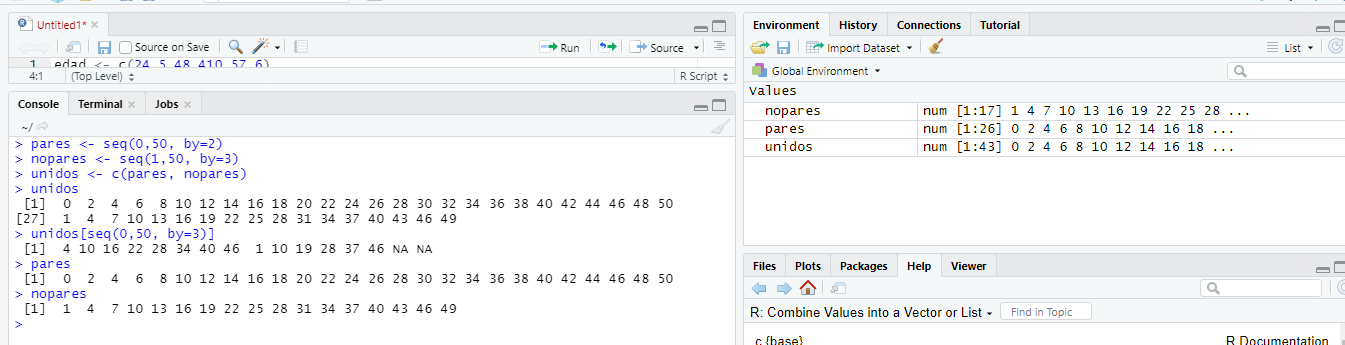 Untitled1*
Source on Save
Run
Source
1 edad <- c(24,5,48,410,57,6)
4:1 (Top Level) R Script
Console Terminal Jobs
~/
> pares <- seq(0,50, by=2)
> nopares <- seq(1,50, by=3)
> unidos <- c(pares, nopares)
> unidos
[1] 0 2 4 6 8 10 12 14 16 18 20 22 24 26 28 30 32 34 36 38 40 42 44 46 48 50
[27] 1 4 7 10 13 16 19 22 25 28 31 34 37 40 43 46 49
> unidos[seq(0,50, by=3)]
[1] 4 10 16 22 28 34 40 46 1 10 19 28 37 46 NA NA
> pares
[1] 0 2 4 6 8 10 12 14 16 18 20 22 24 26 28 30 32 34 36 38 40 42 44 46 48 50
> nopares
[1] 1 4 7 10 13 16 19 22 25 28 31 34 37 40 43 46 49
>
Environment History Connections Tutorial
Import Dataset List
Global Environment
Values
nopares num [1:17] 1 4 7 10 13 16 19 22 25 28 ...
pares num [1:26] 0 2 4 6 8 10 12 14 16 18 ...
unidos num [1:43] 0 2 4 6 8 10 12 14 16 18 ...
Files Plots Packages Help Viewer
R: Combine Values into a Vector or List Find in Topic
c {base} R Documentation